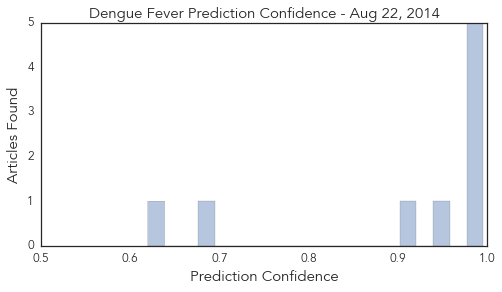 Dengue Fever Prediction Confidence - Aug 22, 2014
5
4
3
2
1
0
Articles Found
0.5 0.6 0.7 0.8 0.9 1.0
Prediction Confidence